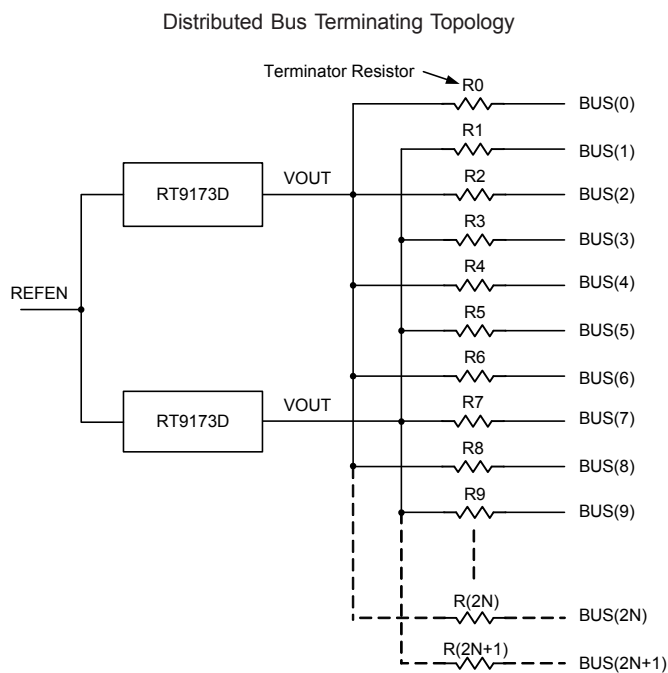 Distributed Bus Terminating Topology
Terminator Resistor
R0
BUS(0)
R1
BUS(1)
RT9173D
VOUT
R2
BUS(2)
R3
BUS(3)
REFEN
R4
BUS(4)
R5
BUS(5)
R6
BUS(6)
RT9173D
VOUT
R7
BUS(7)
R8
BUS(8)
R9
BUS(9)
R(2N)
BUS(2N)
R(2N+1)
BUS(2N+1)